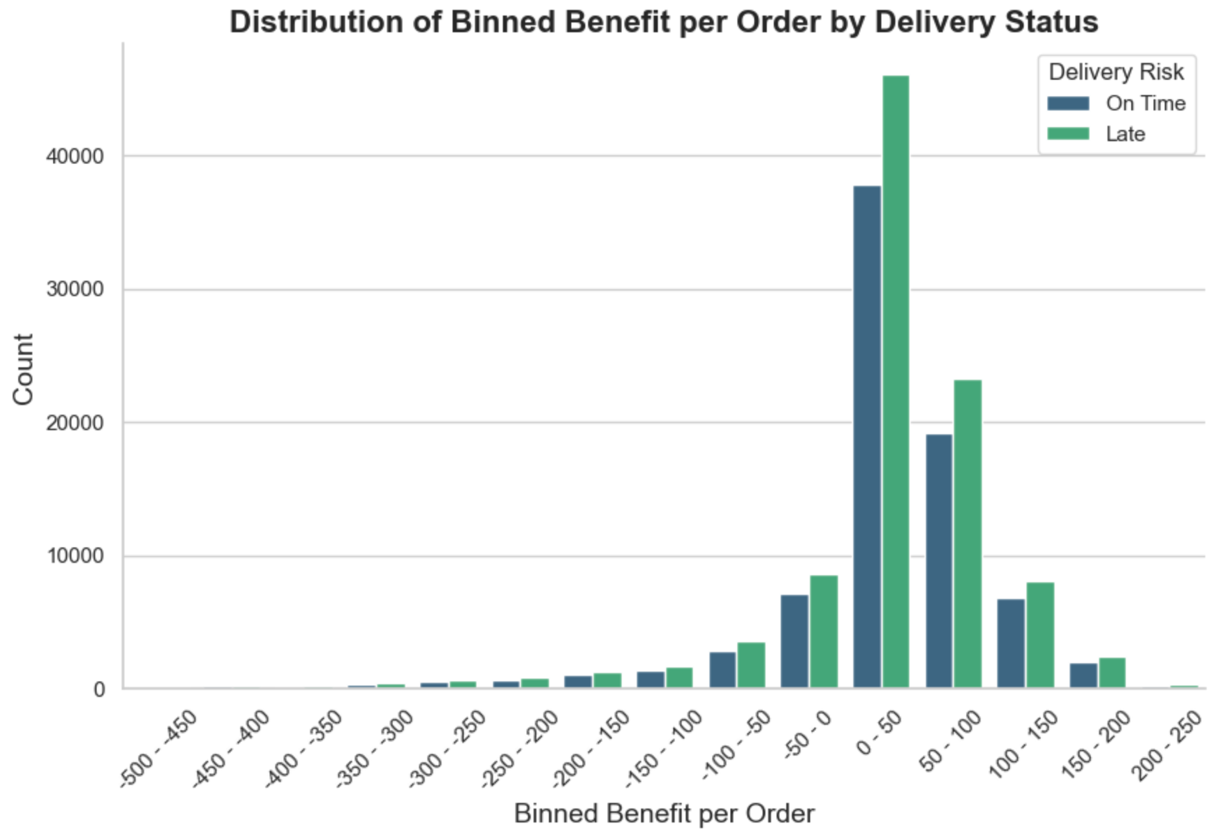 Distribution of Binned Benefit per Order by Delivery Status
Delivery Risk
On Time
Late
Count
40000
30000
20000
10000
0
-500 - -450
-450 - -400
-400 - -350
-350 - -300
-300 - -250
-250 - -200
-200 - -150
-150 - -100
-100 - -50
-50 - 0
0 - 50
50 - 100
100 - 150
150 - 200
200 - 250
Binned Benefit per Order